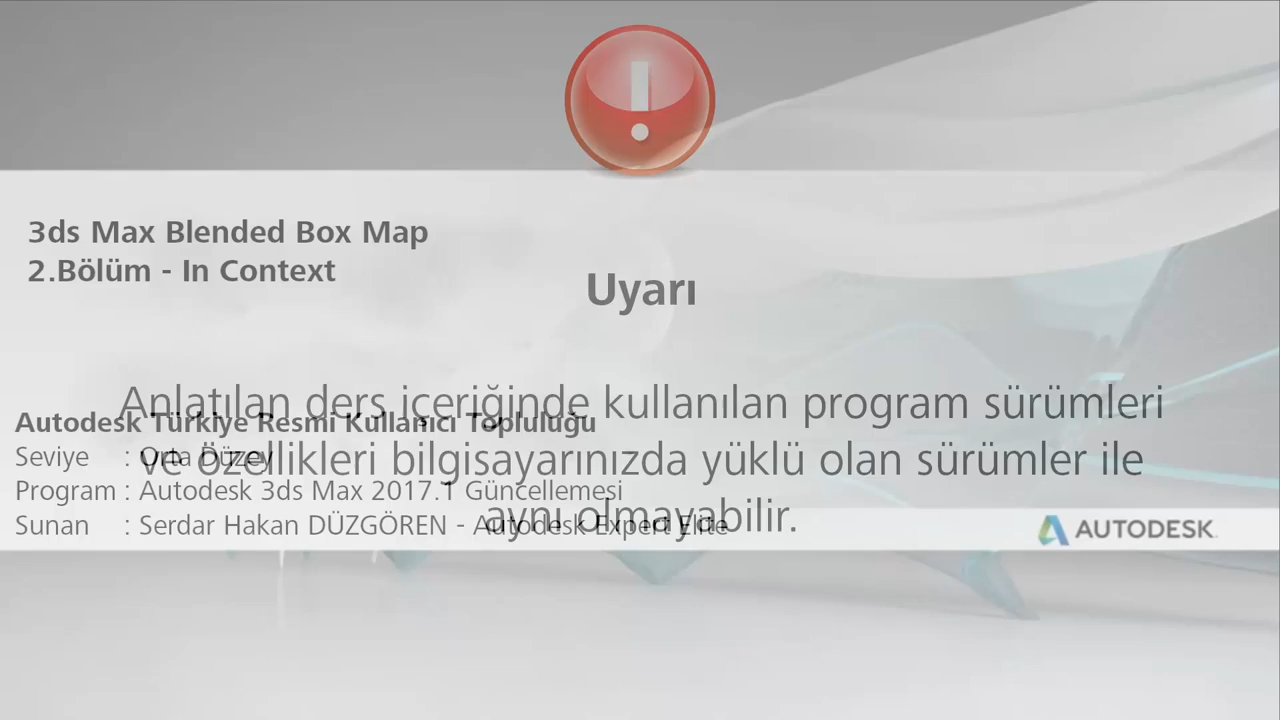 3ds Max Blended Box Map
2.Bölüm - In Context
Uyarı
Anlatılan ders içeriğinde kullanılan program sürümleri
ve özellikleri bilgisayarınızda yüklü olan sürümler ile
aynı olmayabilir.
Autodesk Türkiye Resmi Kullanıcı Topluluğu
Seviye : Orta Düzey
Program : Autodesk 3ds Max 2017.1 Güncellemesi
Sunan : Serdar Hakan DÜZGÖREN - Autodesk Expert Elite
AUTODESK.